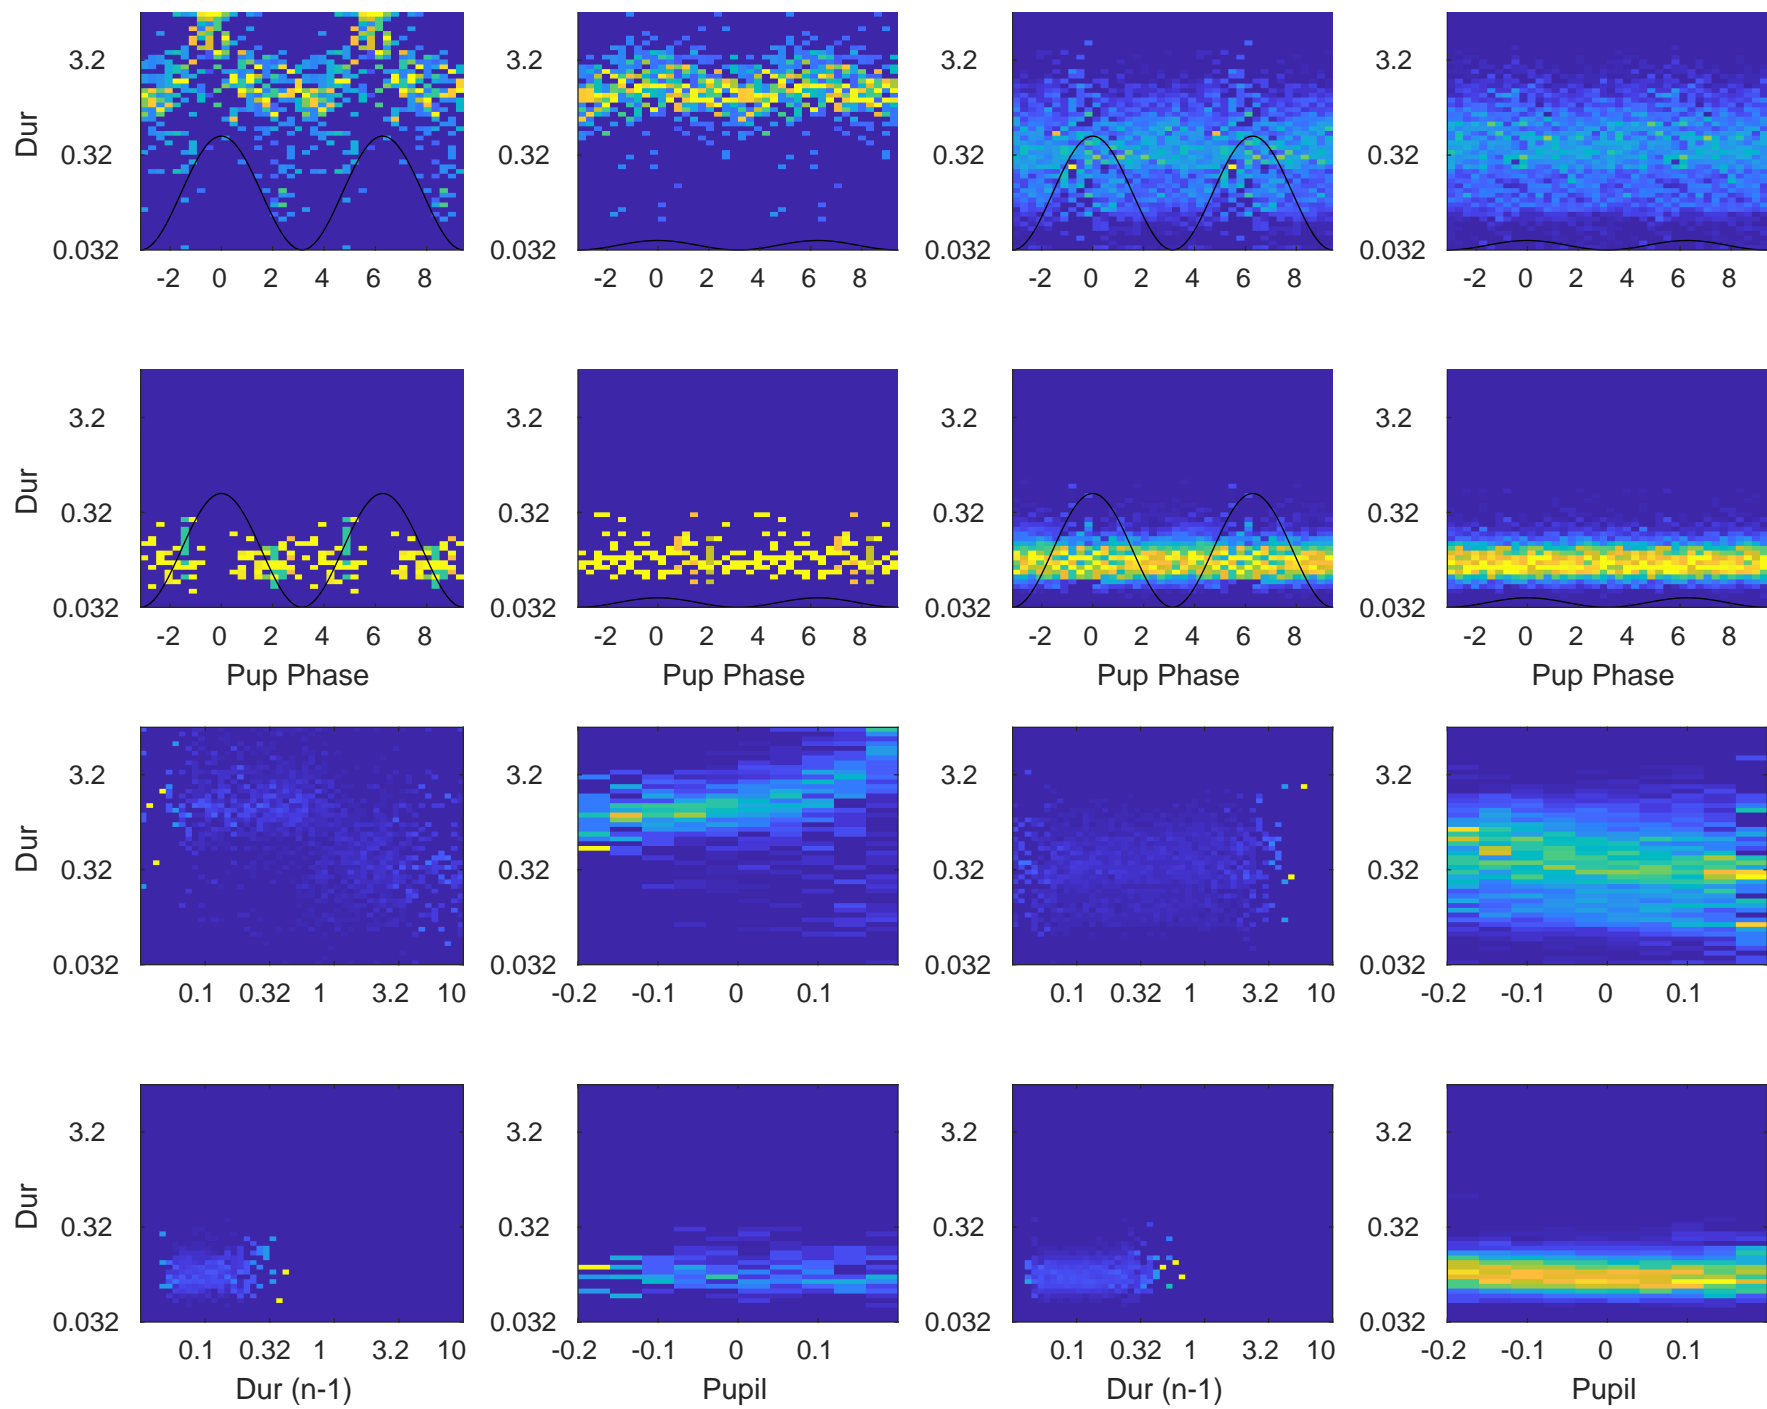 3.2 3.2 3.2 3.2
Dur
0.32 0.32 0.32 0.32
0.032 0.032 0.032 0.032
-2 0 2 4 6 8 -2 0 2 4 6 8 -2 0 2 4 6 8 -2 0 2 4 6 8
3.2 3.2 3.2 3.2
Dur
0.32 0.32 0.32 0.32
0.032 0.032 0.032 0.032
-2 0 2 4 6 8 -2 0 2 4 6 8 -2 0 2 4 6 8 -2 0 2 4 6 8
Pup Phase Pup Phase Pup Phase Pup Phase
3.2 3.2 3.2 3.2
Dur
0.32 0.32 0.32 0.32
0.032 0.032 0.032 0.032
0.1 0.32 1 3.2 10 -0.2 -0.1 0 0.1 0.1 0.32 1 3.2 10 -0.2 -0.1 0 0.1
3.2 3.2 3.2 3.2
Dur
0.32 0.32 0.32 0.32
0.032 0.032 0.032 0.032
0.1 0.32 1 3.2 10 -0.2 -0.1 0 0.1 0.1 0.32 1 3.2 10 -0.2 -0.1 0 0.1
Dur (n-1) Pupil Dur (n-1) Pupil